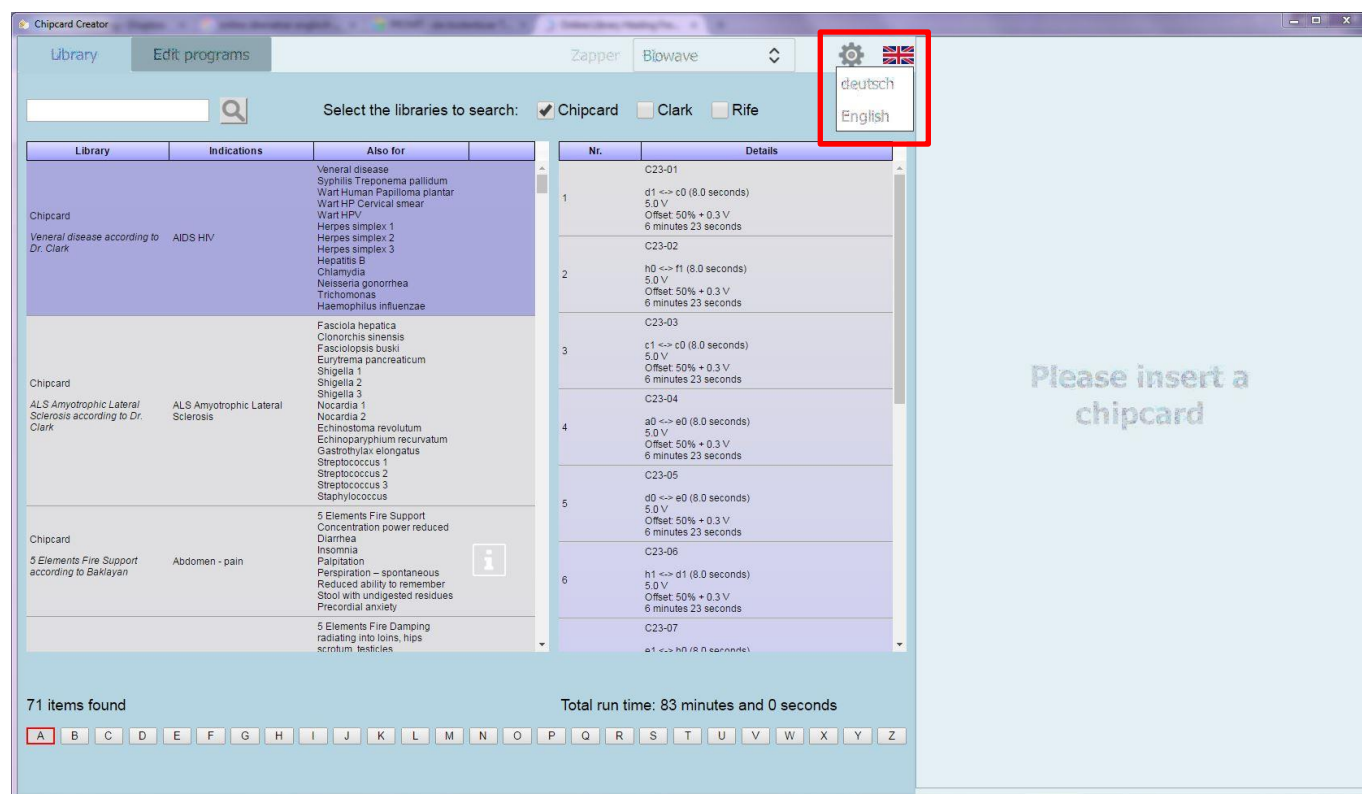 Chipcard Creator
Library
Edit programs
Zapper
Biowave
deutsch
English
Select the libraries to search:
Chipcard
Clark
Rife
Library
Indications
Also for
Chipcard
Veneral disease according to
Dr. Clark
AIDS HIV
Veneral disease
Syphilis Treponema pallidum
Wart Human Papilloma plantar
Wart HP Cervical smear
Wart HPV
Herpes simplex 1
Herpes simplex 2
Herpes simplex 3
Hepatitis B
Chlamydia
Neisseria gonorrhea
Trichomonas
Haemophilus influenzae
Chipcard
ALS Amyotrophic Lateral
Sclerosis according to Dr.
Clark
ALS Amyotrophic Lateral
Sclerosis
Fasciola hepatica
Clonorchis sinensis
Fasciolopsis buski
Eurytrema pancreaticum
Shigella 1
Shigella 2
Shigella 3
Nocardia 1
Nocardia 2
Echinostoma revolutum
Echinoparyphium recurvatum
Gastrothylax elongatus
Streptococcus 1
Streptococcus 2
Streptococcus 3
Staphylococcus
Chipcard
5 Elements Fire Support
according to Baklayan
Abdomen - pain
5 Elements Fire Support
Concentration power reduced
Diarrhea
Insomnia
Palpitation
Perspiration – spontaneous
Reduced ability to remember
Stool with undigested residues
Precordial anxiety
i
5 Elements Fire Damping
radiating into loins, hips
scrotum, testicles
Nr.
Details
1
C23-01
d1 <-> c0 (8.0 seconds)
5.0 V
Offset: 50% + 0.3 V
6 minutes 23 seconds
2
C23-02
h0 <-> f1 (8.0 seconds)
5.0 V
Offset: 50% + 0.3 V
6 minutes 23 seconds
3
C23-03
c1 <-> c0 (8.0 seconds)
5.0 V
Offset: 50% + 0.3 V
6 minutes 23 seconds
4
C23-04
a0 <-> e0 (8.0 seconds)
5.0 V
Offset: 50% + 0.3 V
6 minutes 23 seconds
5
C23-05
d0 <-> e0 (8.0 seconds)
5.0 V
Offset: 50% + 0.3 V
6 minutes 23 seconds
6
C23-06
h1 <-> d1 (8.0 seconds)
5.0 V
Offset: 50% + 0.3 V
6 minutes 23 seconds
C23-07
e1 <-> b0 (8.0 seconds)
Please insert a
chipcard
71 items found
Total run time: 83 minutes and 0 seconds
A B C D E F G H I J K L M N O P Q R S T U V W X Y Z